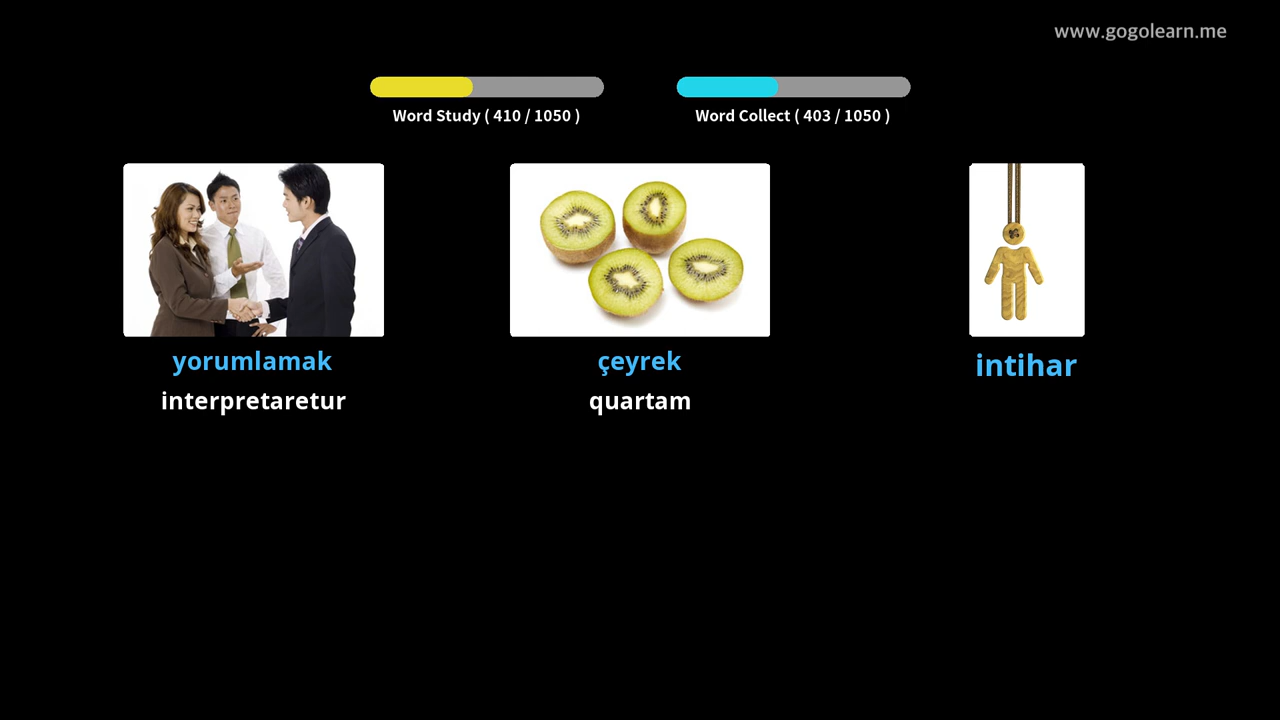 www.gogolearn.me
Word Study ( 410 / 1050 )
Word Collect ( 403 / 1050 )
yorumlamak
interpretaretur
çeyrek
quartam
intihar